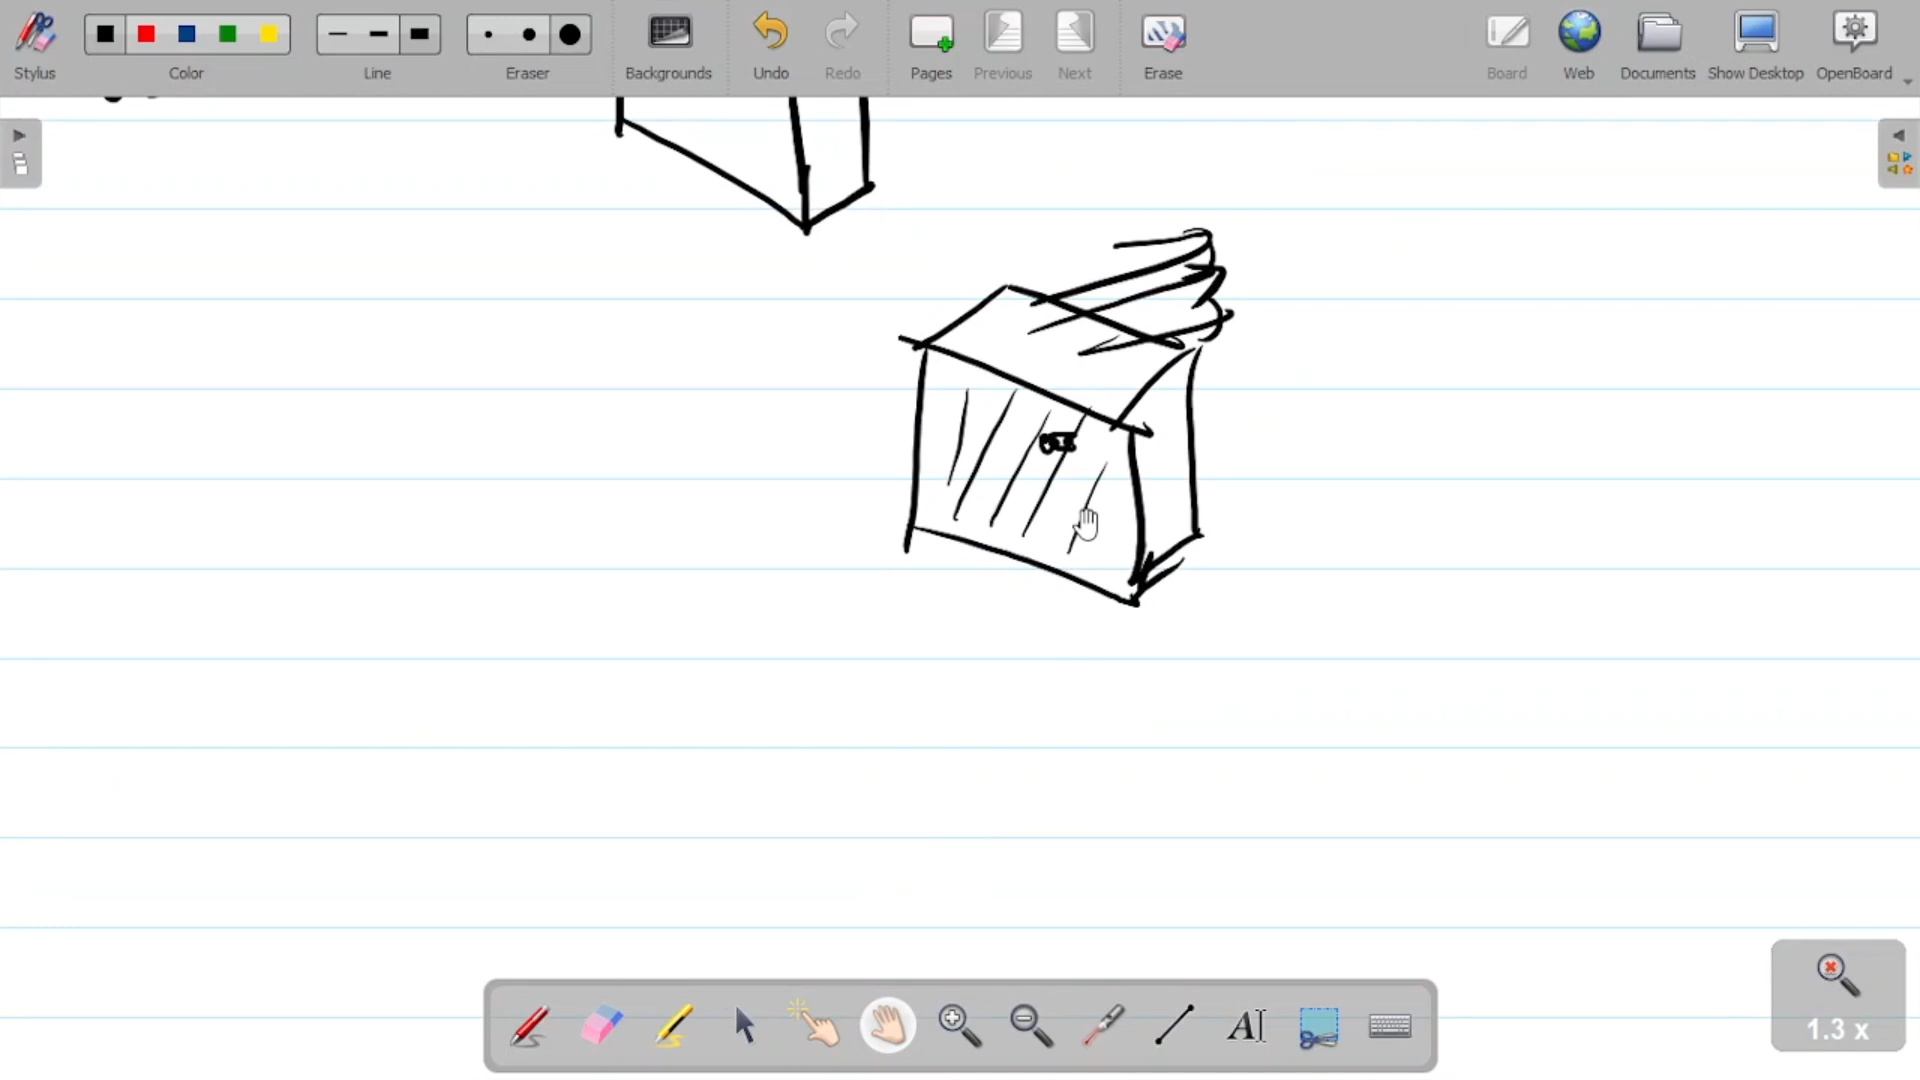 Stylus
Color
Line
Eraser
Backgrounds
Undo
Redo
Pages
Previous
Next
Erase
Board
Web
Documents
Show Desktop
OpenBoard
1.3 x